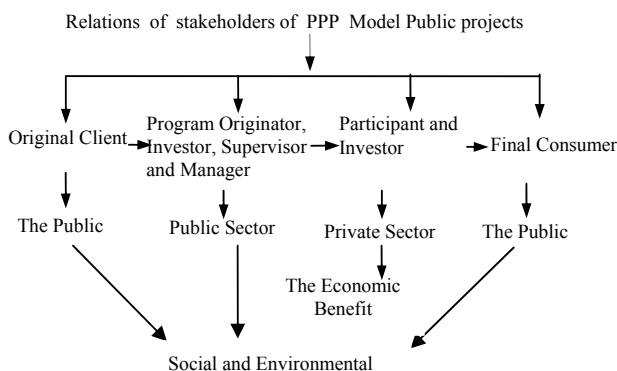 Relations of stakeholders of PPP Model Public projects
Original Client
Program Originator,
Investor, Supervisor
and Manager
Participant and
Investor
Final Consumer
The Public
Public Sector
Private Sector
The Public
The Economic
Benefit
Social and Environmental